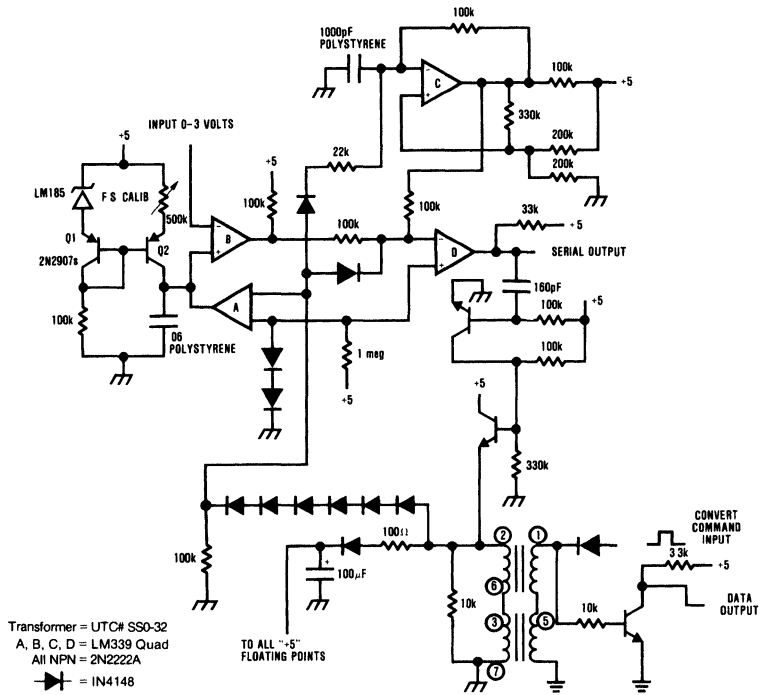 100k
1000pF
POLYSTYRENE
100k
+5
-
C
+
330k
INPUT 0-3 VOLTS
+5
200k
22k
200k
+5
LM185
F S CALIB
500k
100k
100k
33k
+5
-
B
+
100k
-
D
+
SERIAL OUTPUT
Q1
Q2
2N2907s
160pF
+5
A
100k
100k
06
POLYSTYRENE
1 meg
100k
+5
+5
330k
CONVERT
COMMAND
INPUT
100Ω
2
1
3 3k
+5
100k
+
100µF
6
10k
3
5
10k
DATA
OUTPUT
Transformer = UTC# SS0-32
A, B, C, D = LM339 Quad
All NPN = 2N2222A
= IN4148
TO ALL "+5"
FLOATING POINTS
7